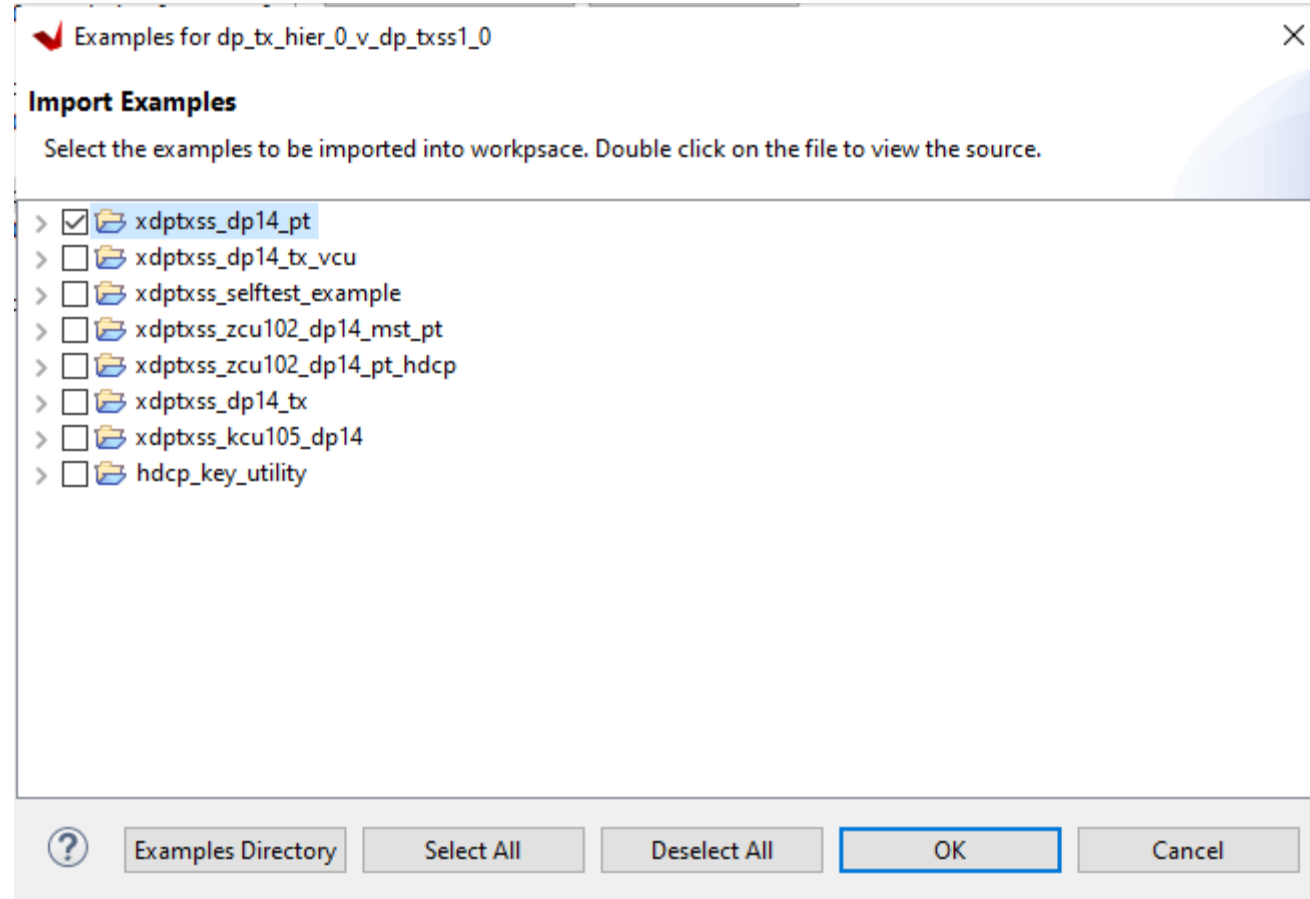 Examples for dp_tx_hier_0_v_dp_txss1_0
Import Examples
Select the examples to be imported into workpsace. Double click on the file to view the source.
xdptxss_dp14_pt
xdptxss_dp14_tx_vcu
xdptxss_selftest_example
xdptxss_zcu102_dp14_mst_pt
xdptxss_zcu102_dp14_pt_hdcp
xdptxss_dp14_tx
xdptxss_kcu105_dp14
hdcp_key_utility
? Examples Directory Select All Deselect All OK Cancel